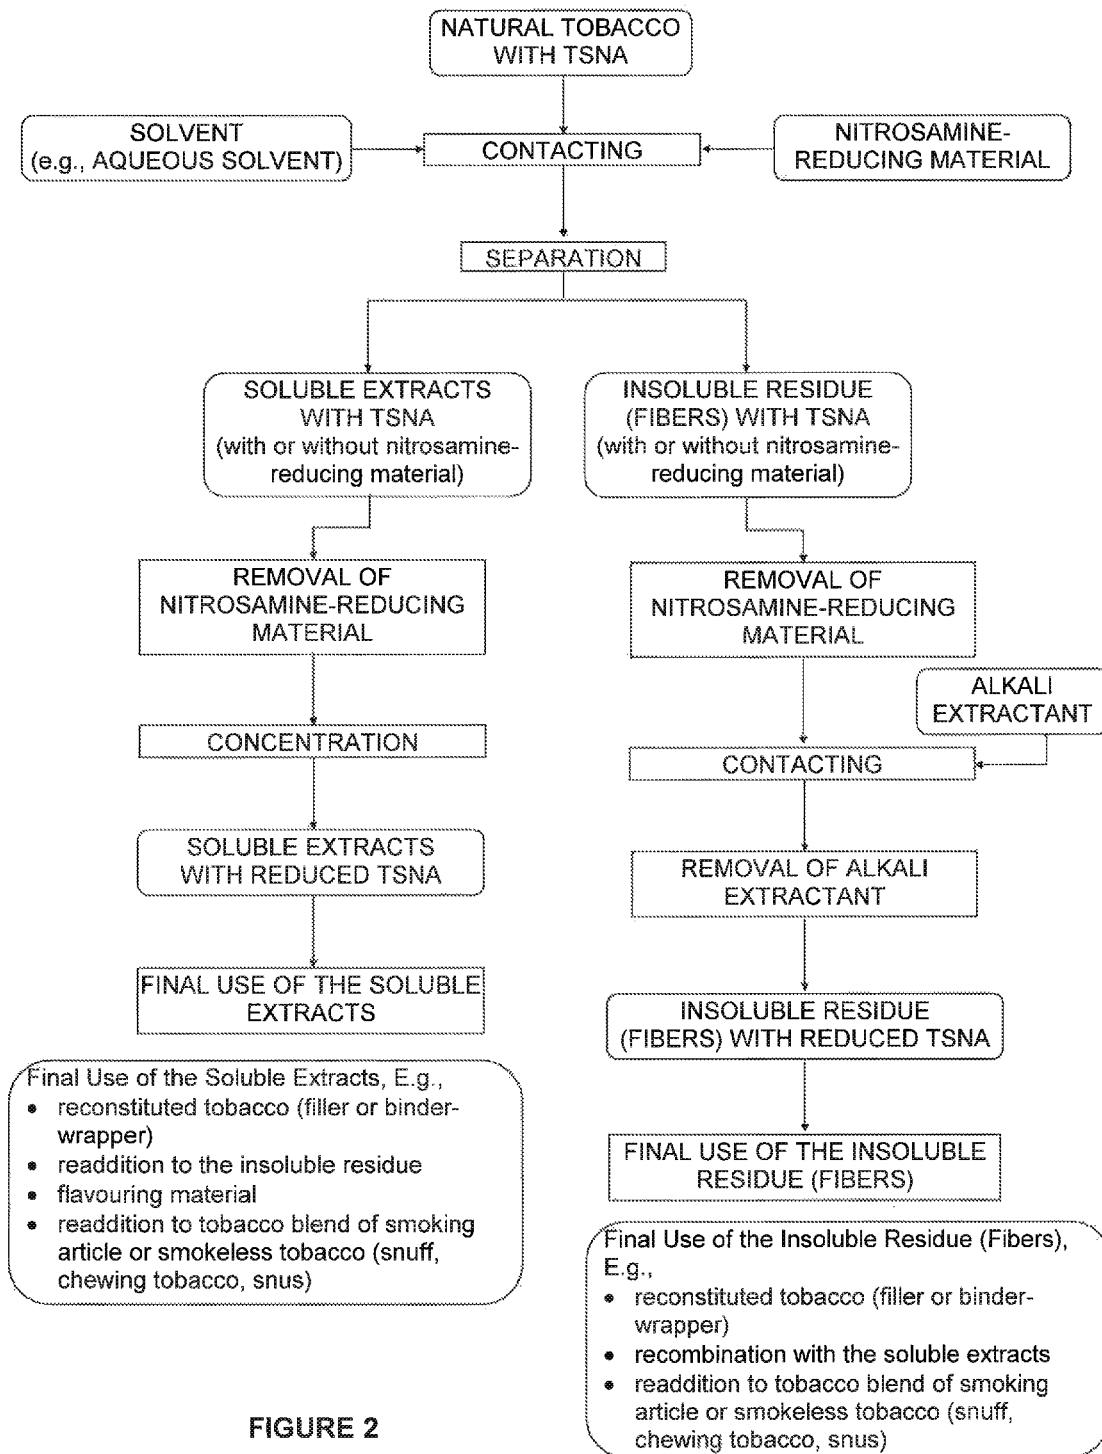 NATURAL TOBACCO
WITH TSNA
SOLVENT
(e.g., AQUEOUS SOLVENT)
CONTACTING
NITROSAMINE-
REDUCING MATERIAL
SEPARATION
SOLUBLE EXTRACTS
WITH TSNA
(with or without nitrosamine-
reducing material)
INSOLUBLE RESIDUE
(FIBERS) WITH TSNA
(with or without nitrosamine-
reducing material)
REMOVAL OF
NITROSAMINE-REDUCING
MATERIAL
REMOVAL OF
NITROSAMINE-REDUCING
MATERIAL
ALKALI
EXTRACTANT
CONCENTRATION
CONTACTING
SOLUBLE EXTRACTS
WITH REDUCED TSNA
REMOVAL OF ALKALI
EXTRACTANT
FINAL USE OF THE SOLUBLE
EXTRACTS
INSOLUBLE RESIDUE
(FIBERS) WITH REDUCED TSNA
Final Use of the Soluble Extracts, E.g.,
• reconstituted tobacco (filler or binder-
wrapper)
• readdition to the insoluble residue
• flavouring material
• readdition to tobacco blend of smoking
article or smokeless tobacco (snuff,
chewing tobacco, snus)
FINAL USE OF THE INSOLUBLE
RESIDUE (FIBERS)
Final Use of the Insoluble Residue (Fibers),
E.g.,
• reconstituted tobacco (filler or binder-
wrapper)
• recombination with the soluble extracts
• readdition to tobacco blend of smoking
article or smokeless tobacco (snuff,
chewing tobacco, snus)
FIGURE 2